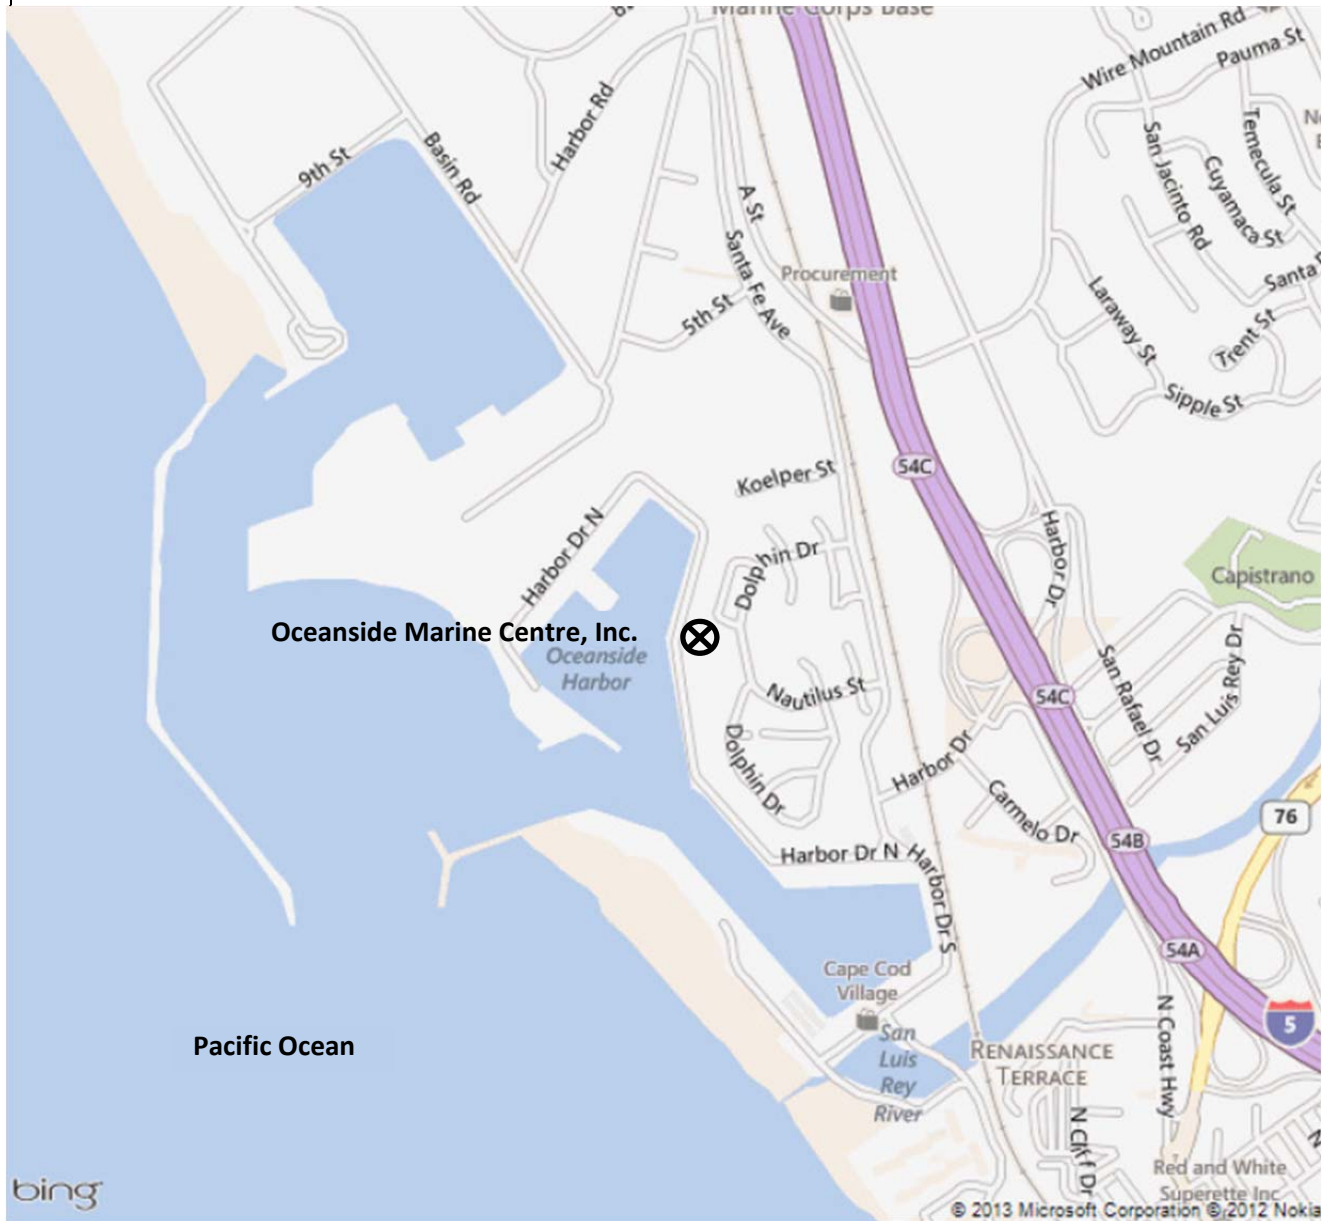 Marine Corps Base
Wire Mountain Rd
Pauma St
Harbor Rd
Basin Rd
9th St
San Jacinto Rd
Temecula St
Cuyamaca St
A St
Santa Fe Ave
Procurement
5th St
Laraway St
Trent St
Sipple St
54C
Koelper St
Harbor Dr N
Dolphin Dr
Harbor Dr
Capistrano
Oceanside Marine Centre, Inc.
Oceanside
Harbor
Nautilus St
54C
San Rafael Dr
San Luis Rey Dr
Dolphin Dr
Harbor Dr
Carmelo Dr
76
54B
Harbor Dr N
Harbor Dr S
54A
Cape Cod
Village
5
N Coast Hwy
Pacific Ocean
San
Luis
Rey
River
RENAISSANCE
TERRACE
N Clff Dr
Red and White
Superette Inc
bing
© 2013 Microsoft Corporation © 2012 Nokia